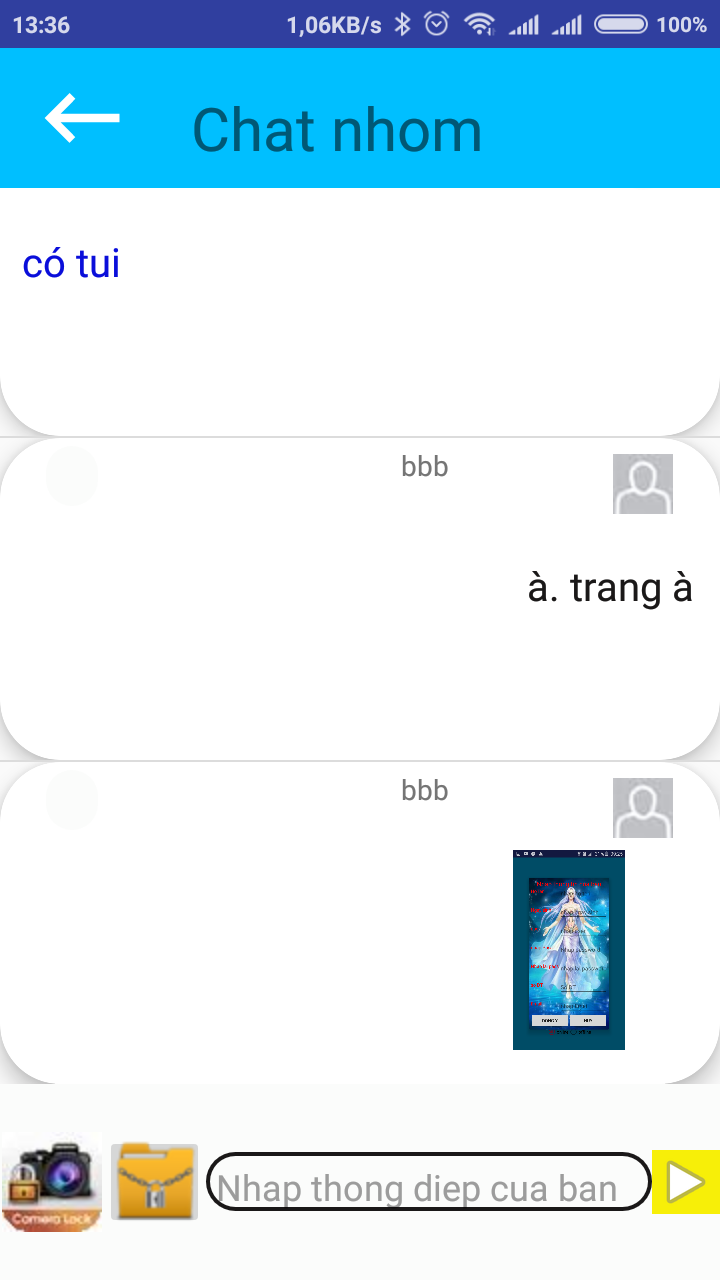 13:36 1,06KB/s 100%
Chat nhom
có tui
bbb
à. trang à
bbb
Camera Lock
Nhap thong diep cua ban